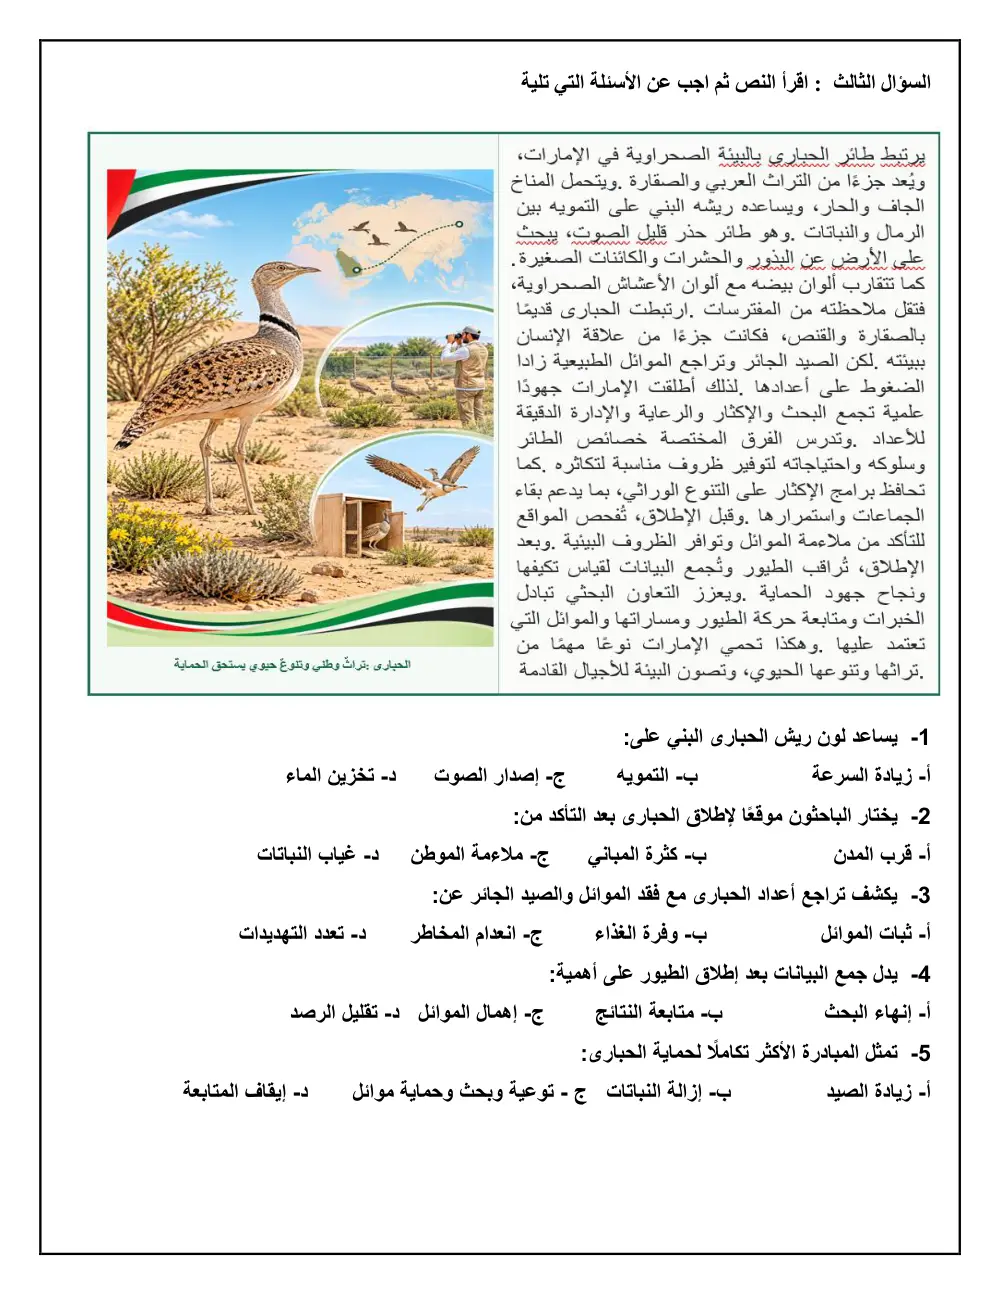 السؤال الثالث : اقرأ النص ثم اجب عن الأسئلة التي تلية
يرتبط طائر الحبارى بالبيئة الصحراوية في الإمارات،
ويُعد جزءًا من التراث العربي والصقارة .ويتحمل المناخ
الجاف والحار، ويساعده ريشه البني على التمويه بين
الرمال والنباتات .وهو طائر حذر قليل الصوت، يبحث
على الأرض عن البذور والحشرات والكائنات الصغيرة.
كما تتقارب ألوان بيضه مع ألوان الأعشاش الصحراوية،
فتقل ملاحظته من المفترسات .ارتبطت الحبارى قديمًا
بالصقارة والقنص، فكانت جزءًا من علاقة الإنسان
ببيئته .لكن الصيد الجائر وتراجع الموائل الطبيعية زادا
الضغوط على أعدادها .لذلك أطلقت الإمارات جهودًا
علمية تجمع البحث والإكثار والرعاية والإدارة الدقيقة
للأعداد .وتدرس الفرق المختصة خصائص الطائر
وسلوكه واحتياجاته لتوفير ظروف مناسبة لتكاثره .كما
تحافظ برامج الإكثار على التنوع الوراثي، بما يدعم بقاء
الجماعات واستمرارها .وقبل الإطلاق، تُفحص المواقع
للتأكد من ملاءمة الموائل وتوافر الظروف البيئية .وبعد
الإطلاق، تُراقب الطيور وتُجمع البيانات لقياس تكيفها
ونجاح جهود الحماية .ويعزز التعاون البحثي تبادل
الخبرات ومتابعة حركة الطيور ومساراتها والموائل التي
تعتمد عليها .وهكذا تحمي الإمارات نوعًا مهمًا من
.تراثها وتنوعها الحيوي، وتصون البيئة للأجيال القادمة
الحبارى :تراثٌ وطني وتنوعٌ حيوي يستحق الحماية
1- يساعد لون ريش الحبارى البني على:
أ- زيادة السرعة ب- التمويه ج- إصدار الصوت د- تخزين الماء
2- يختار الباحثون موقعًا لإطلاق الحبارى بعد التأكد من:
أ- قرب المدن ب- كثرة المباني ج- ملاءمة الموطن د- غياب النباتات
3- يكشف تراجع أعداد الحبارى مع فقد الموائل والصيد الجائر عن:
أ- ثبات الموائل ب- وفرة الغذاء ج- انعدام المخاطر د- تعدد التهديدات
4- يدل جمع البيانات بعد إطلاق الطيور على أهمية:
أ- إنهاء البحث ب- متابعة النتائج ج- إهمال الموائل د- تقليل الرصد
5- تمثل المبادرة الأكثر تكاملًا لحماية الحبارى:
أ- زيادة الصيد ب- إزالة النباتات ج - توعية وبحث وحماية موائل د- إيقاف المتابعة